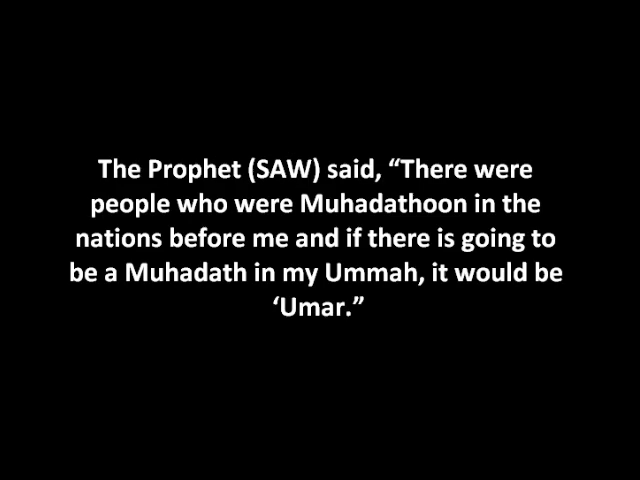 The Prophet (SAW) said, “There were
people who were Muhadathoon in the
nations before me and if there is going to
be a Muhadath in my Ummah, it would be
‘Umar.”